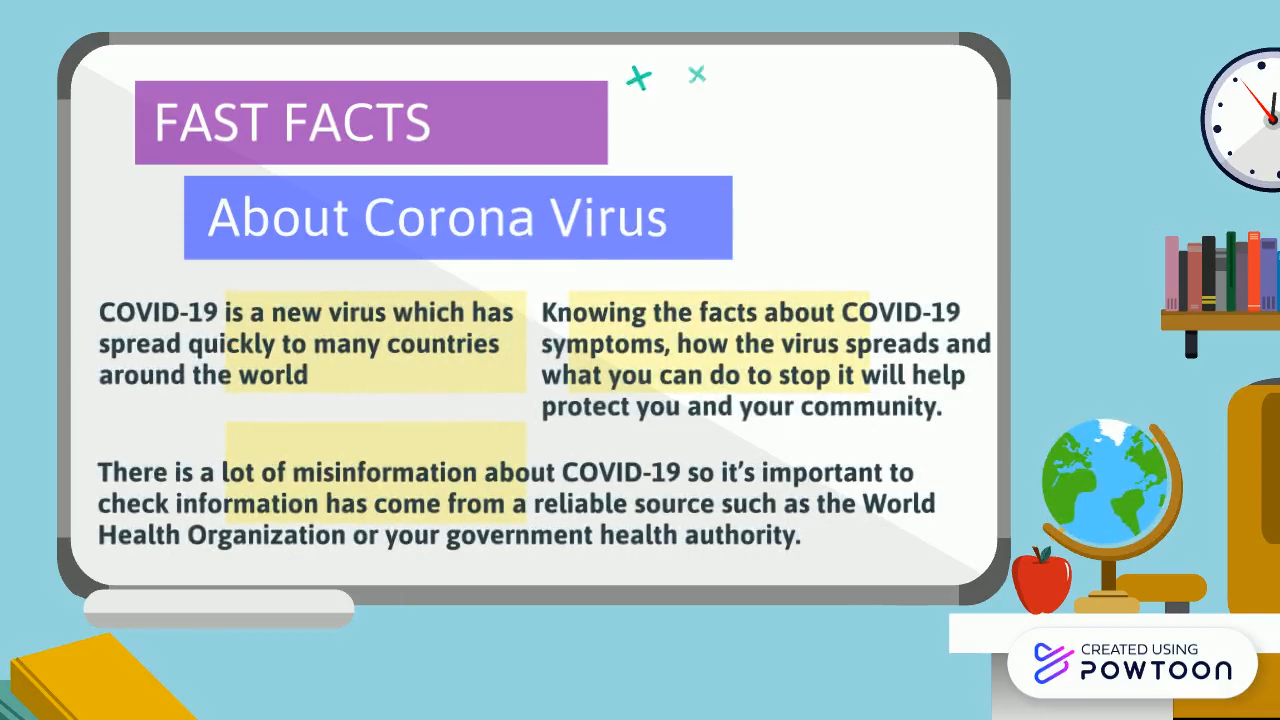 FAST FACTS
About Corona Virus
COVID-19 is a new virus which has
spread quickly to many countries
around the world
Knowing the facts about COVID-19
symptoms, how the virus spreads and
what you can do to stop it will help
protect you and your community.
There is a lot of misinformation about COVID-19 so it’s important to
check information has come from a reliable source such as the World
Health Organization or your government health authority.
CREATED USING
POWTOON